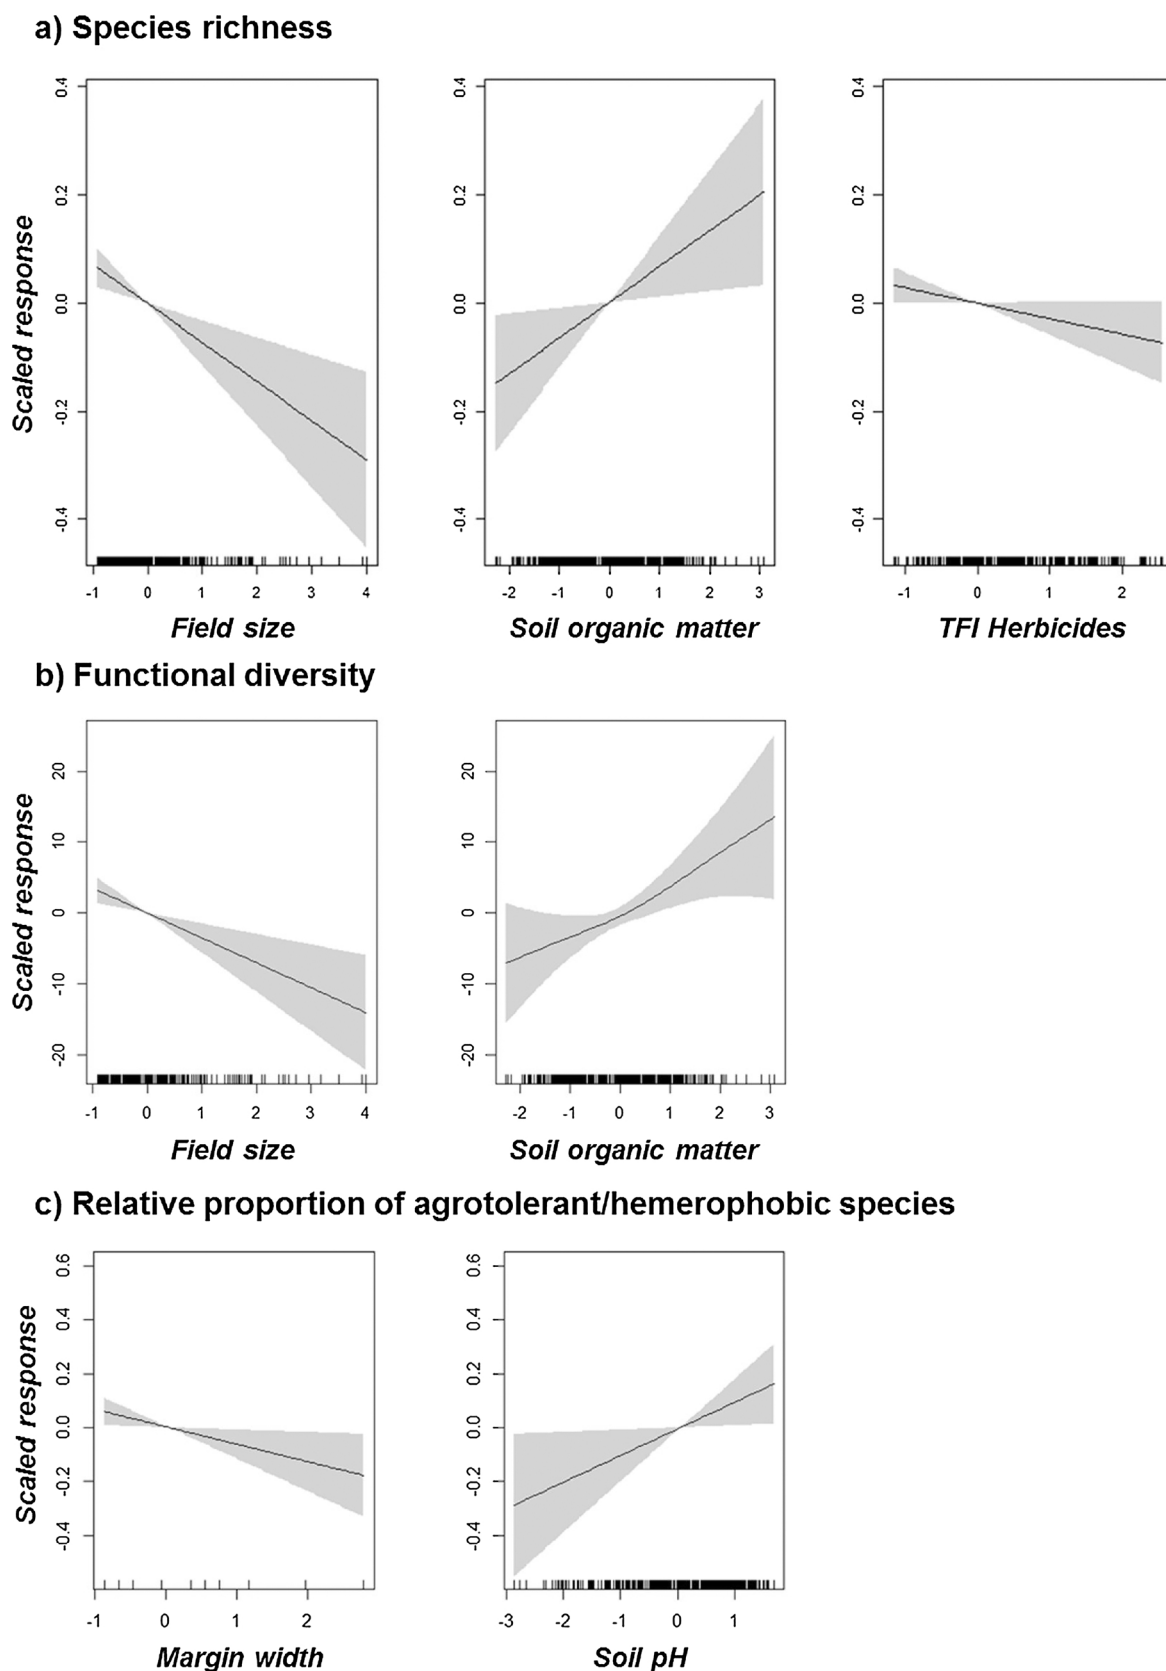 a) Species richness
Scaled response
0.4
0.2
0.0
-0.2
-0.4
-1 0 1 2 3 4
Field size
0.4
0.2
0.0
-0.2
-0.4
-2 -1 0 1 2 3
Soil organic matter
0.4
0.2
0.0
-0.2
-0.4
-1 0 1 2
TFI Herbicides
b) Functional diversity
Scaled response
20
10
0
-10
-20
-1 0 1 2 3 4
Field size
20
10
0
-10
-20
-2 -1 0 1 2 3
Soil organic matter
c) Relative proportion of agrotolerant/hemerophobic species
Scaled response
0.6
0.4
0.2
0.0
-0.2
-0.4
-1 0 1 2
Margin width
0.6
0.4
0.2
0.0
-0.2
-0.4
-3 -2 -1 0 1
Soil pH